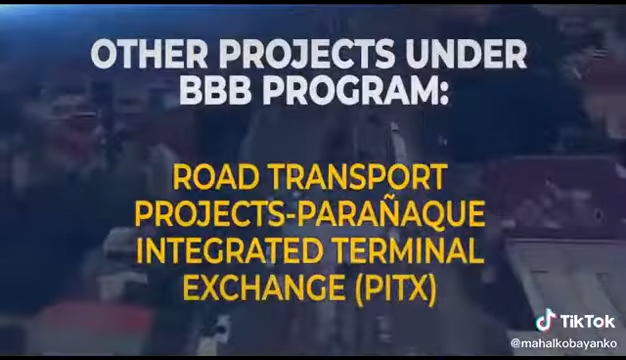 OTHER PROJECTS UNDER
BBB PROGRAM:
ROAD TRANSPORT
PROJECTS-PARAÑAQUE
INTEGRATED TERMINAL
EXCHANGE (PITX)
TikTok
@mahalkobayanko